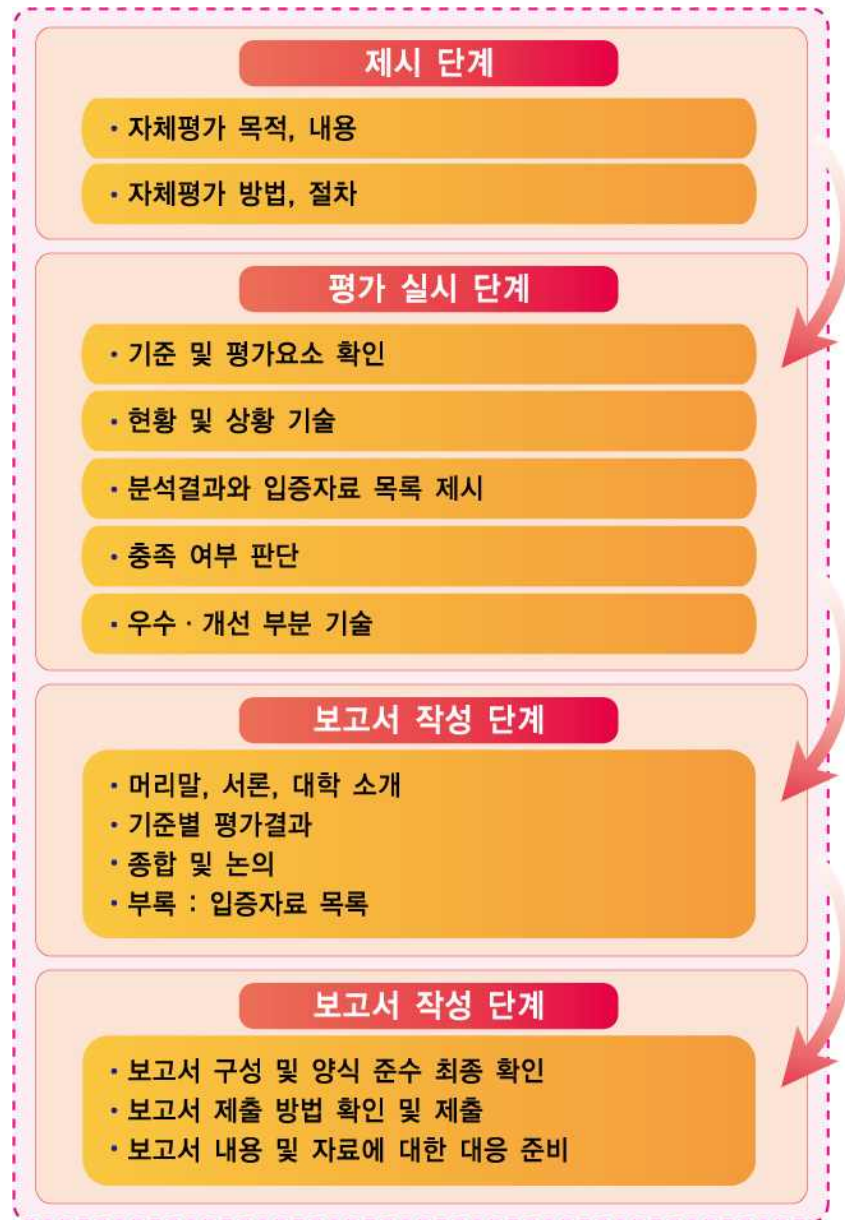 제시 단계
· 자체평가 목적, 내용
· 자체평가 방법, 절차
평가 실시 단계
· 기준 및 평가요소 확인
· 현황 및 상황 기술
· 분석결과와 입증자료 목록 제시
· 충족 여부 판단
· 우수 · 개선 부분 기술
보고서 작성 단계
· 머리말, 서론, 대학 소개
· 기준별 평가결과
· 종합 및 논의
· 부록 : 입증자료 목록
보고서 작성 단계
· 보고서 구성 및 양식 준수 최종 확인
· 보고서 제출 방법 확인 및 제출
· 보고서 내용 및 자료에 대한 대응 준비